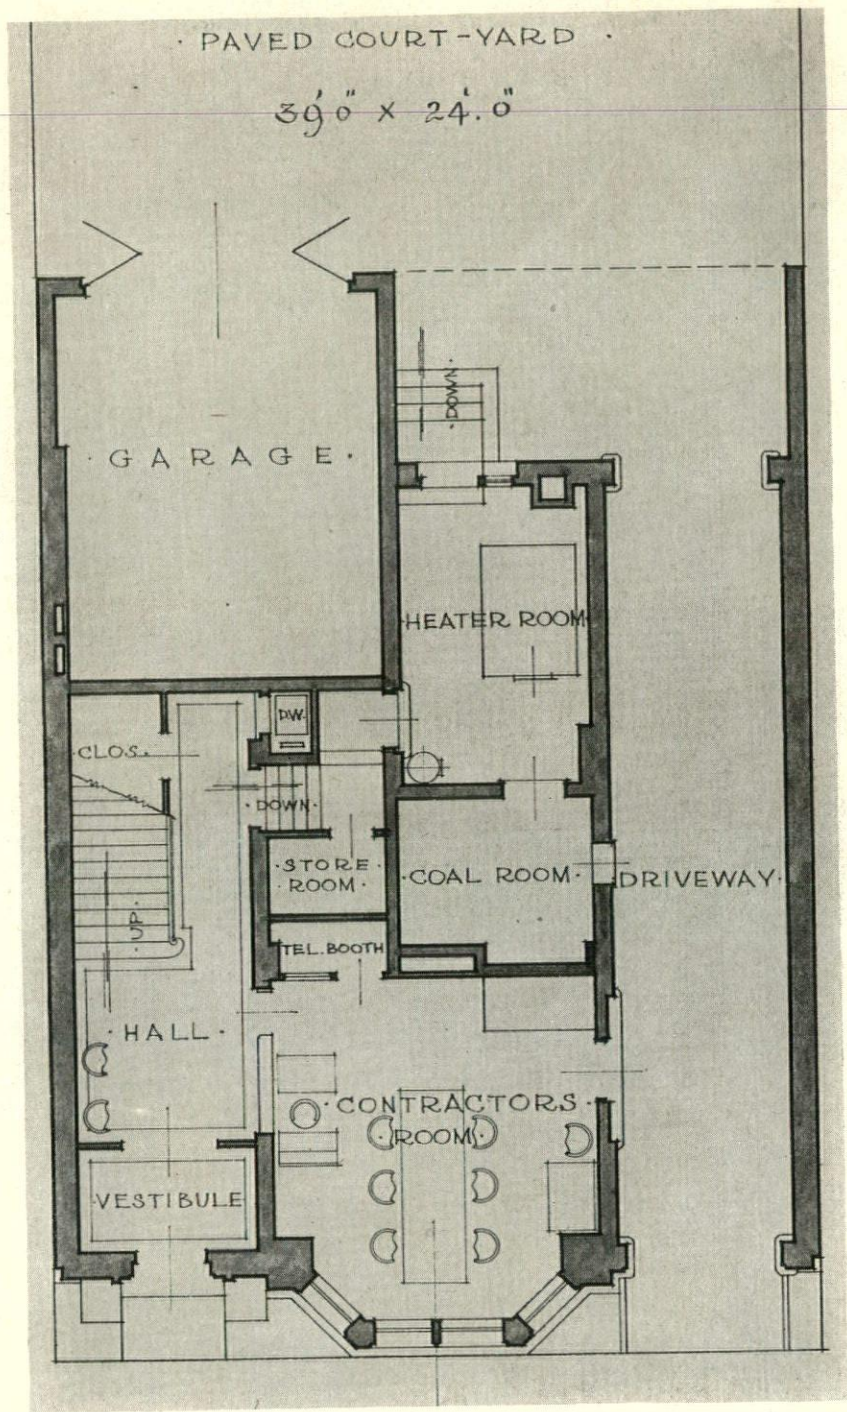 · PAVED COURT-YARD ·
39'0" x 24'.0"
· DOWN ·
· GARAGE ·
· HEATER ROOM ·
D.W.
CLOS.
· DOWN ·
· STORE ROOM ·
· COAL ROOM ·
DRIVEWAY ·
UP ·
TEL. BOOTH
· HALL ·
· CONTRACTORS ·
· ROOM ·
· VESTIBULE ·